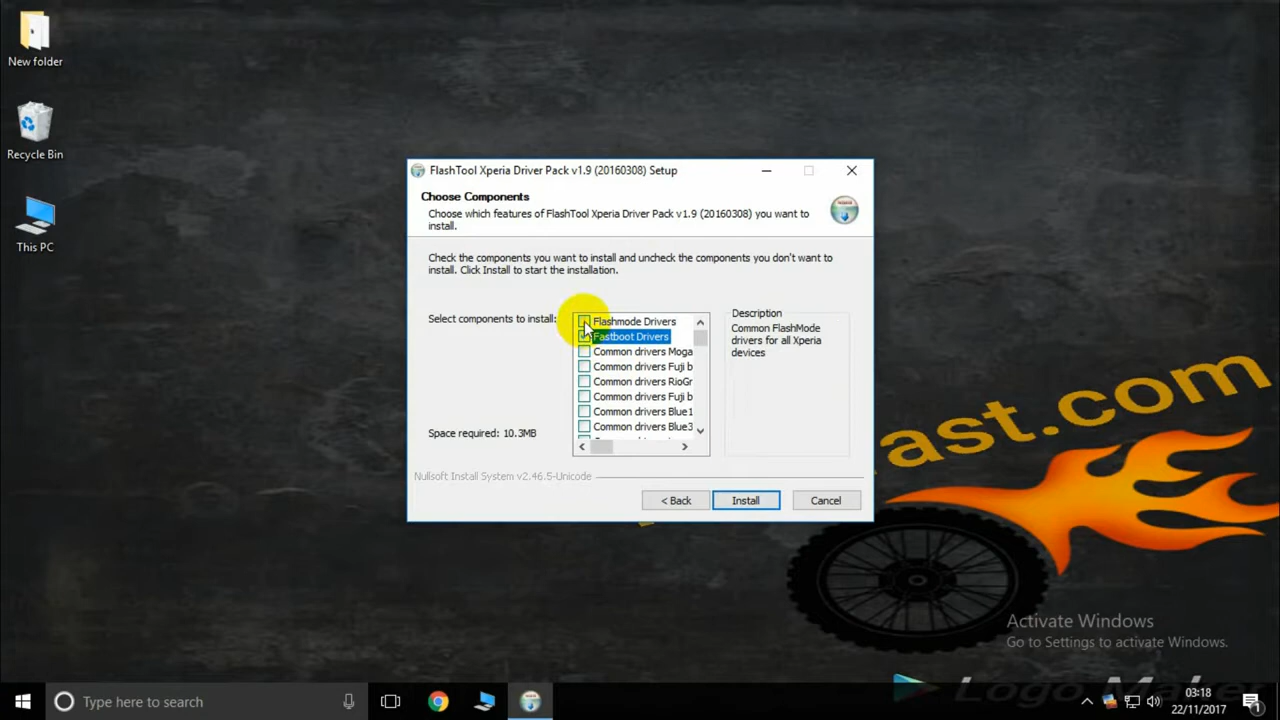 New folder
Recycle Bin
This PC
FlashTool Xperia Driver Pack v1.9 (20160308) Setup
Choose Components
Choose which features of FlashTool Xperia Driver Pack v1.9 (20160308) you want to
install.
Check the components you want to install and uncheck the components you don't want to
install. Click Install to start the installation.
Select components to install:
Flashmode Drivers
Fastboot Drivers
Common drivers Moga
Common drivers Fuji b
Common drivers RioGr
Common drivers Fuji b
Common drivers Blue1
Common drivers Blue3
Description
Common FlashMode
drivers for all Xperia
devices
Space required: 10.3MB
Nullsoft Install System v2.46.5-Unicode
< Back
Install
Cancel
ast.com
Activate Windows
Go to Settings to activate Windows.
Logo Maker
Type here to search
03:18
22/11/2017
1